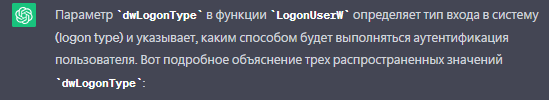 Параметр `dwLogonType` в функции `LogonUserW` определяет тип входа в систему
(logon type) и указывает, каким способом будет выполняться аутентификация
пользователя. Вот подробное объяснение трех распространенных значений
`dwLogonType`: